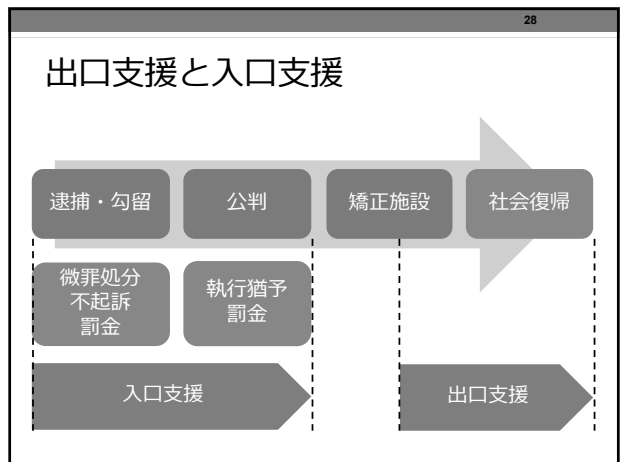 28
出口支援と入口支援
逮捕・勾留
公判
矯正施設
社会復帰
微罪処分
不起訴
罰金
執行猶予
罰金
入口支援
出口支援